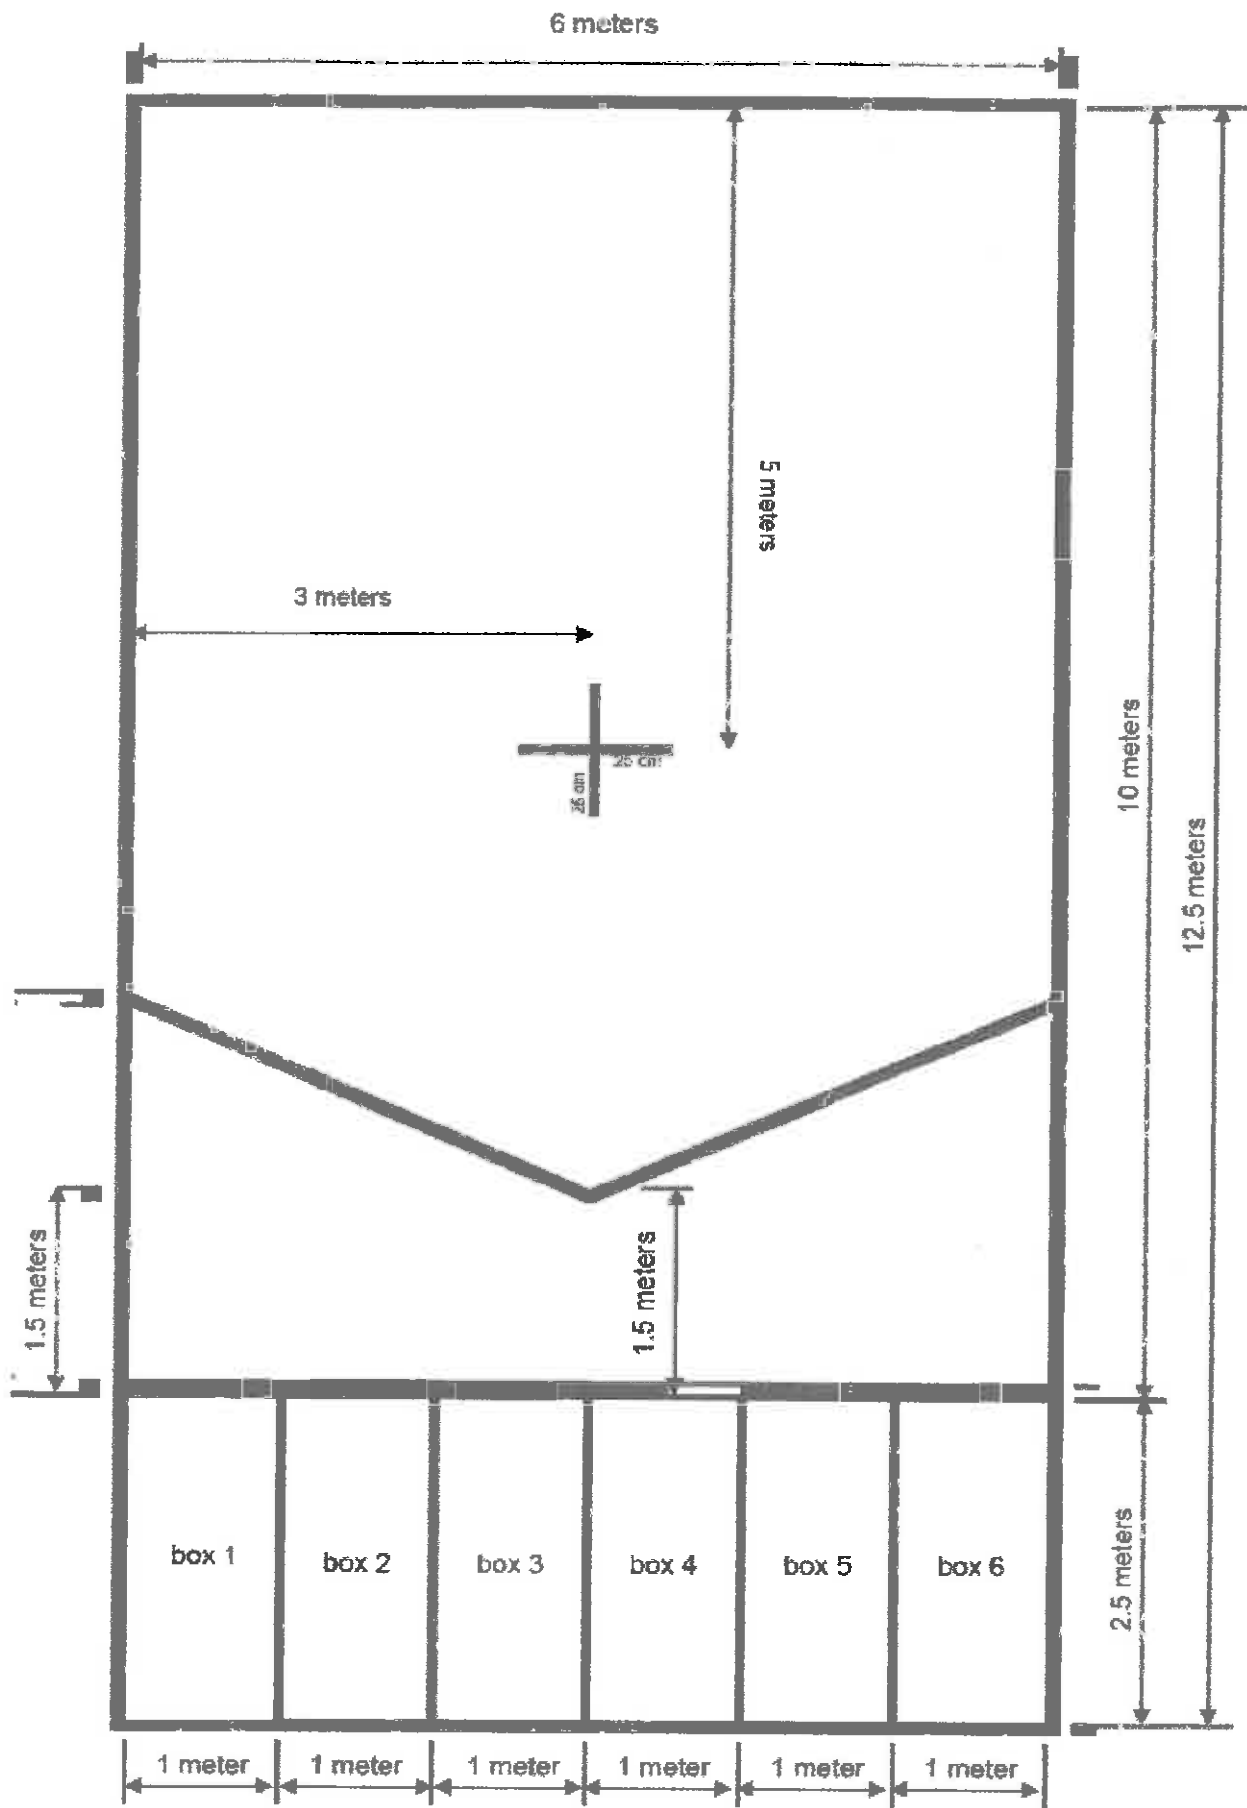 6 meters
5 meters
3 meters
25 cm
10 meters
12.5 meters
1.5 meters
1.5 meters
box 1
box 2
box 3
box 4
box 5
box 6
2.5 meters
1 meter
1 meter
1 meter
1 meter
1 meter
1 meter